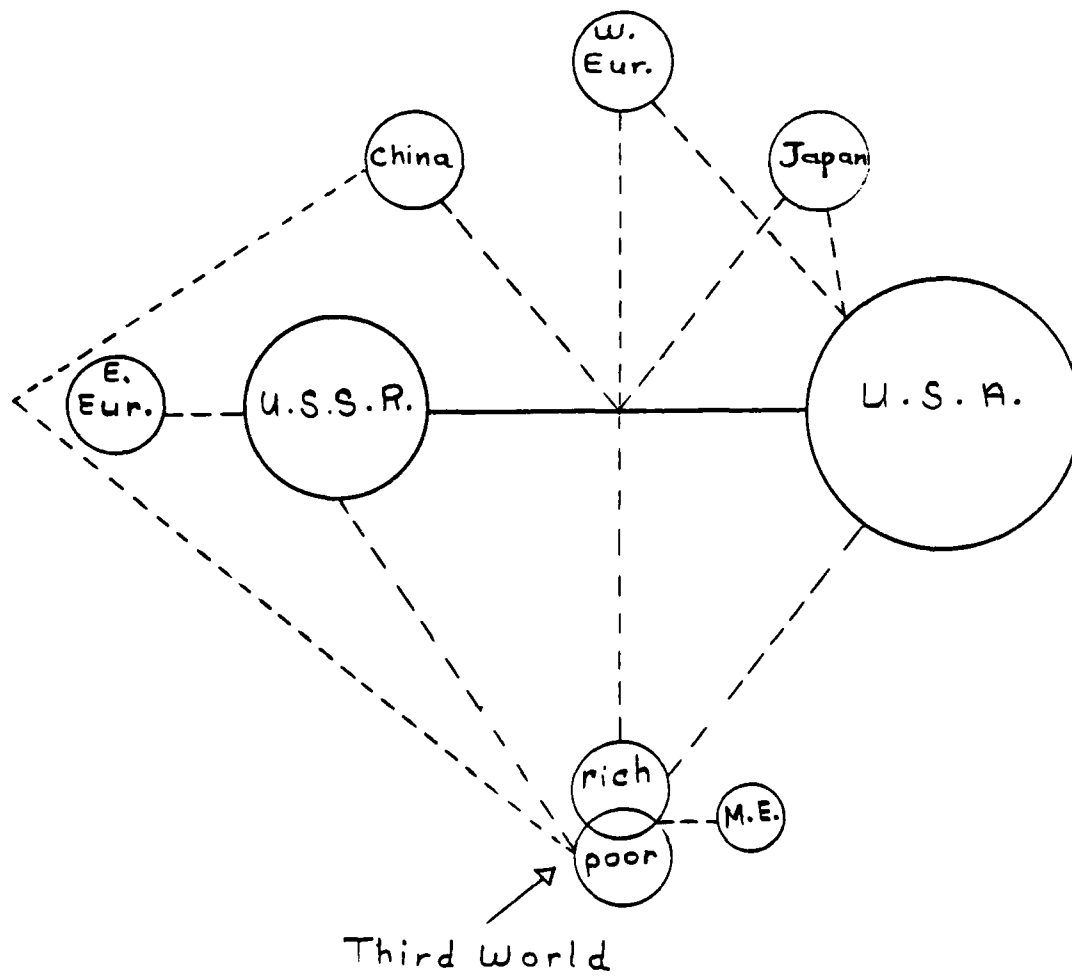 W.
Eur.
China
Japan
E.
Eur.
U.S.S.R.
U.S.A.
rich
M.E.
poor
Third World